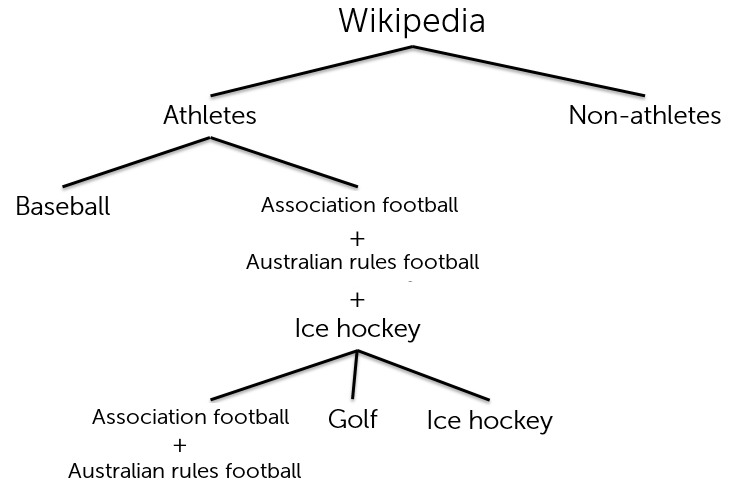 Wikipedia
Athletes
Non-athletes
Baseball
Association football
+
Australian rules football
+
Ice hockey
Association football
+
Australian rules football
Golf
Ice hockey